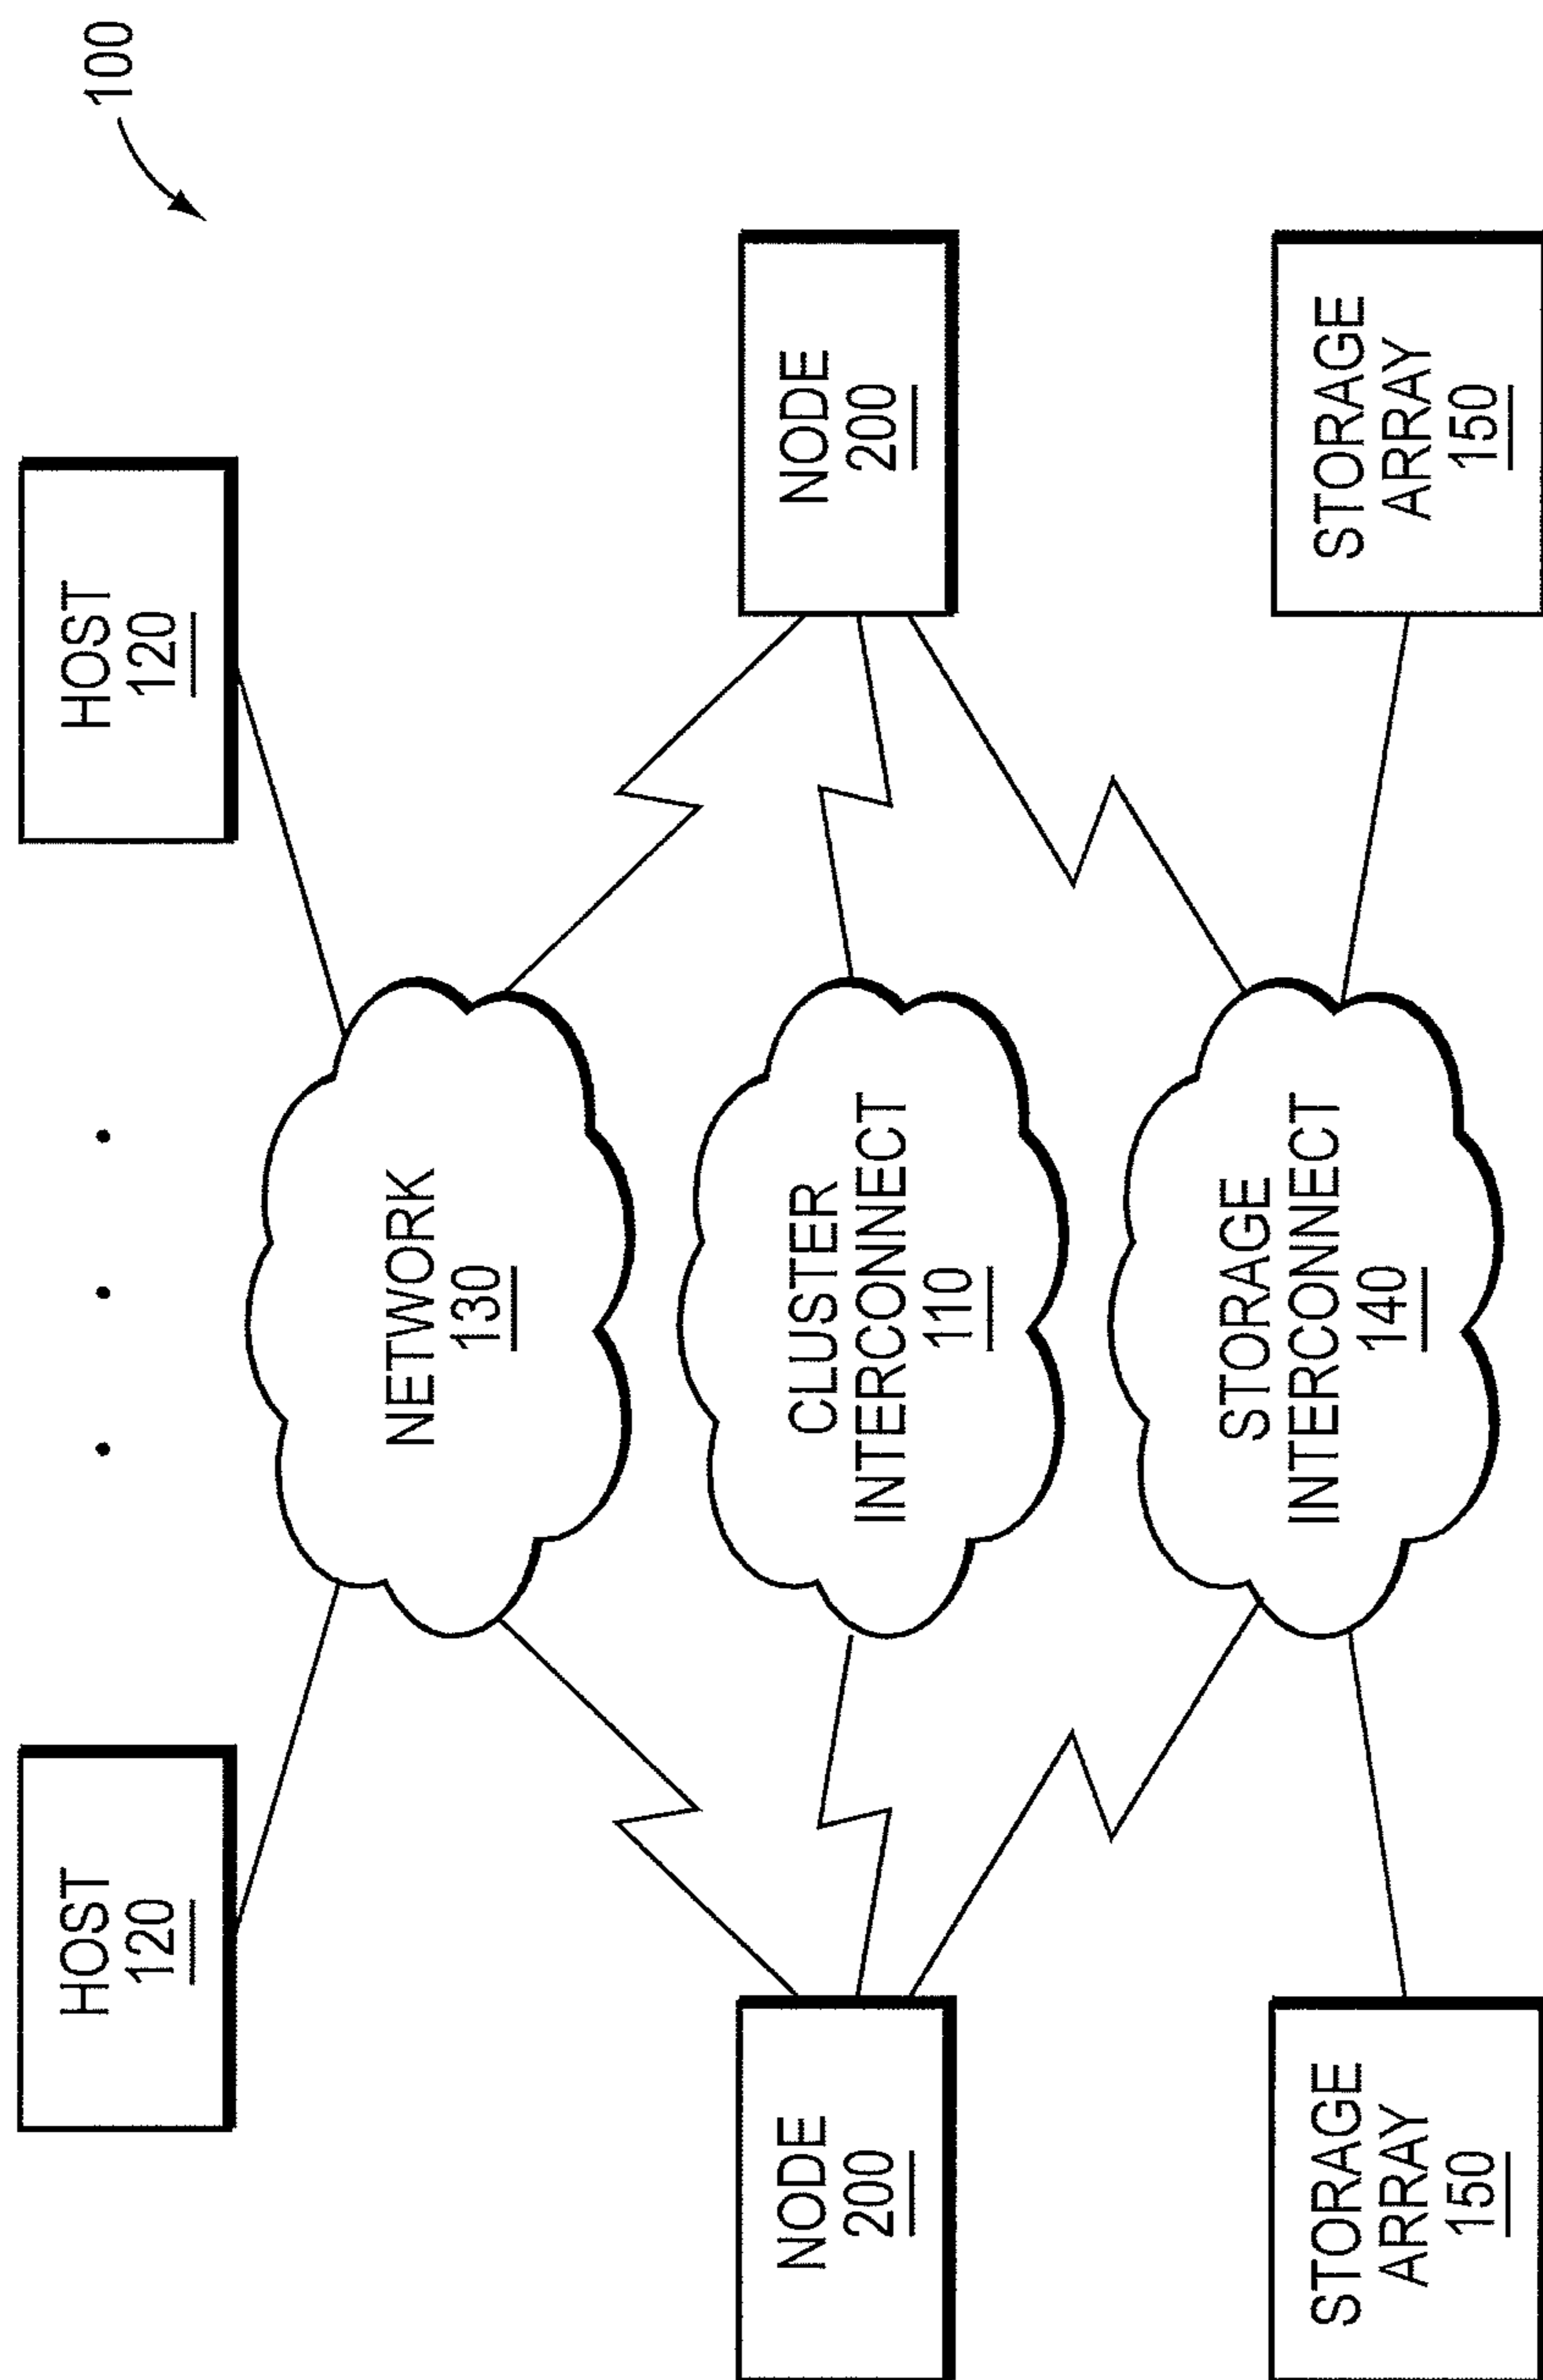 100
HOST
120
HOST
120
NETWORK
130
NODE
200
CLUSTER
INTERCONNECT
110
NODE
200
STORAGE
ARRAY
150
STORAGE
INTERCONNECT
140
STORAGE
ARRAY
150